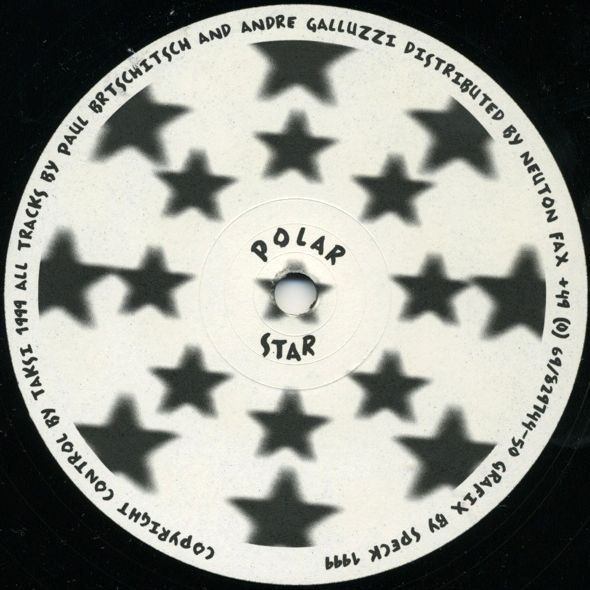 POLAR
STAR
COPYRIGHT CONTROL BY TAKSI 1999 ALL TRACKS BY PAUL BRTSCHITSCH AND ANDRE GALLUZZI DISTRIBUTED BY NEUTON FAX +49 (0) 69/829744-50 GRAFIX BY SPECK 1999